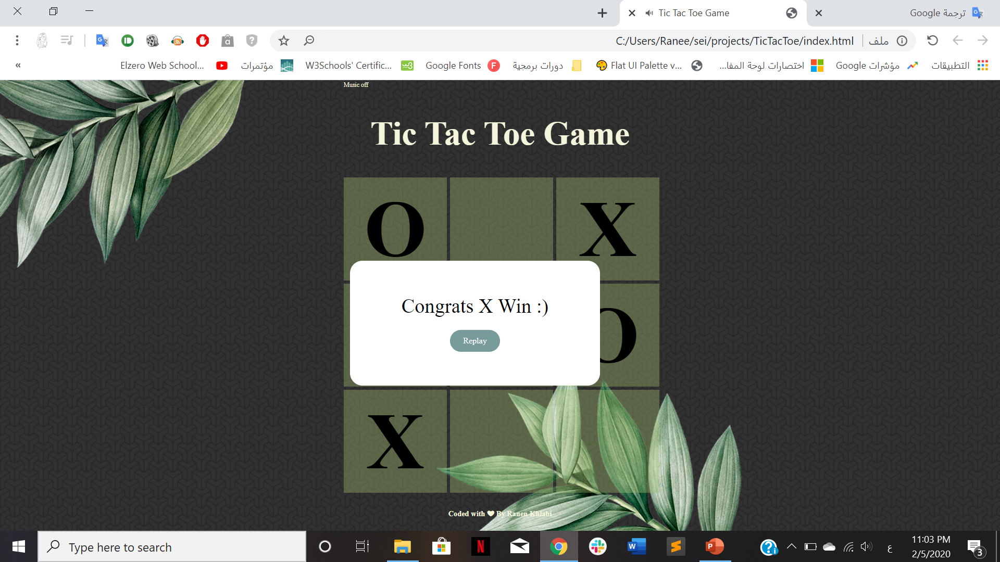 Tic Tac Toe Game
ترجمة Google
C:/Users/Ranee/sei/projects/TicTacToe/index.html
ملف
التطبيقات
مؤشرات Google
اختصارات لوحة المفا...
Flat UI Palette v...
دورات برمجية
Google Fonts
W3Schools' Certific...
مؤتمرات
Elzero Web School...
Music off
Tic Tac Toe Game
O X
Congrats X Win :)
O
Replay
X
Coded with ❤ By Ranen Khlabi
Type here to search
ع
11:03 PM
2/5/2020
3